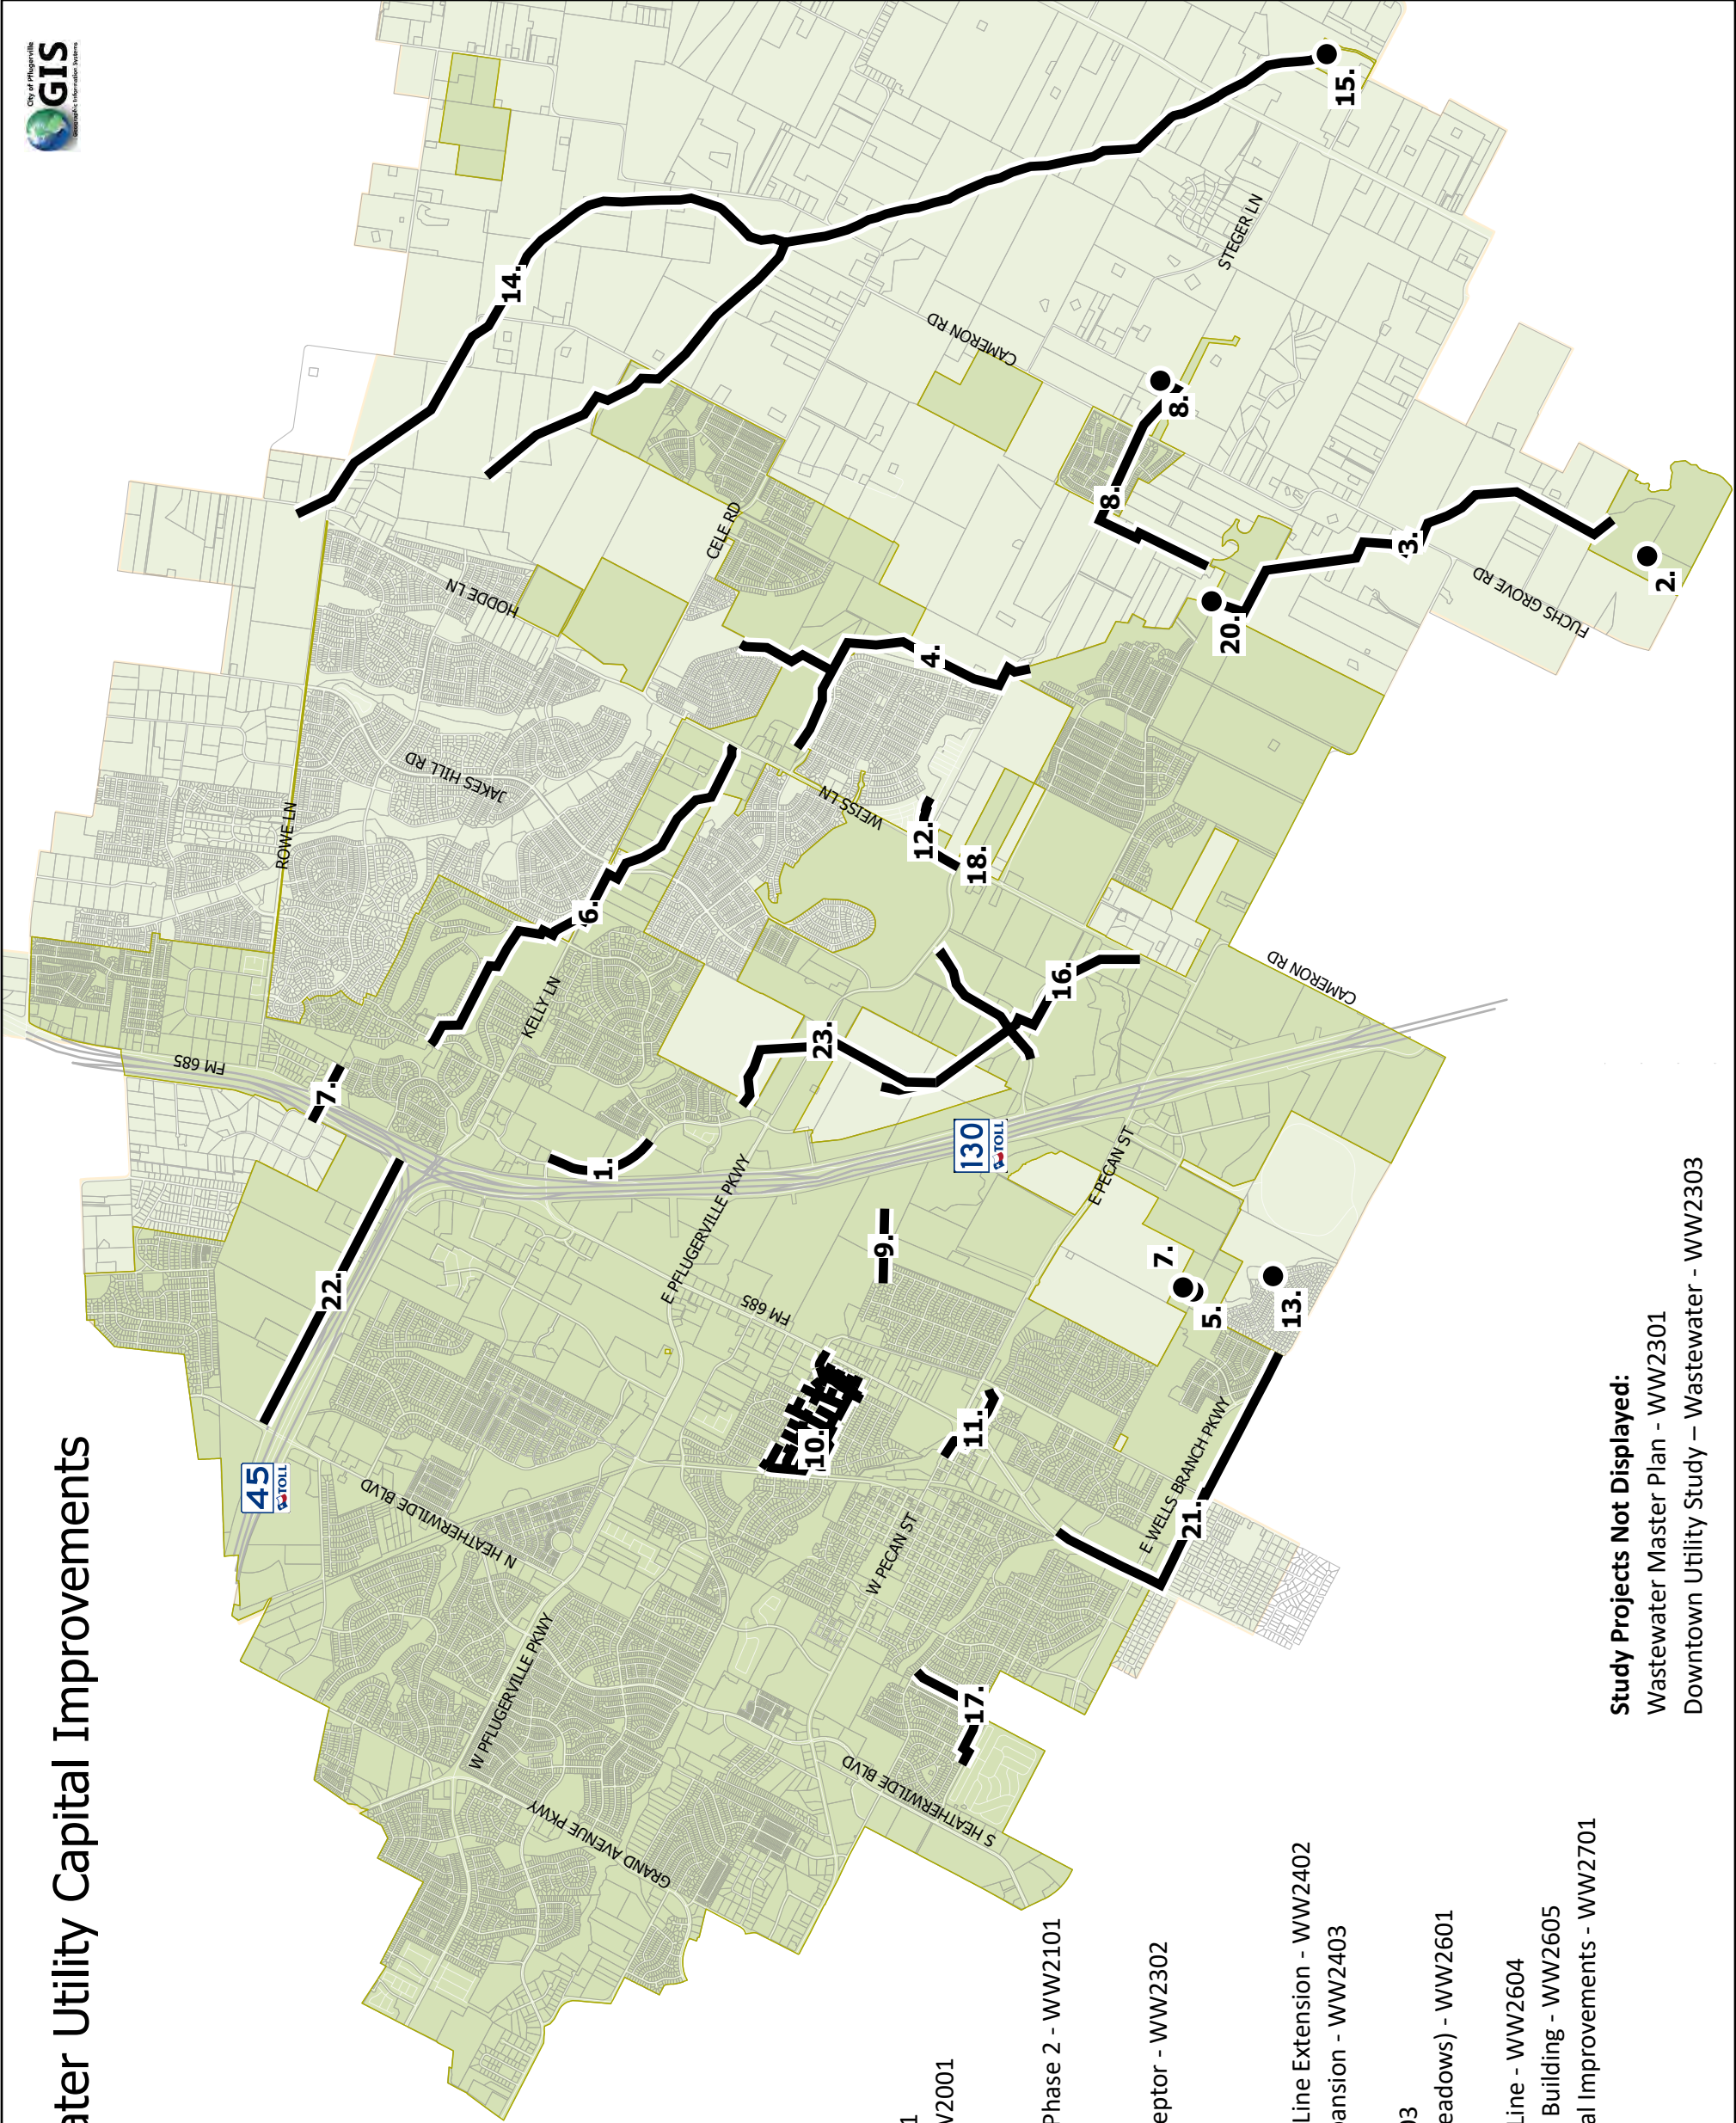 ater Utility Capital Improvements
City of Pflugerville
GIS
Geographic Information Systems
45
TOLL
130
TOLL
FM 685
ROWE LN
HODDE LN
JAKES HILL RD
KELLY LN
CELE RD
WEISS LN
CAMERON RD
STEGER LN
FUCHS GROVE RD
CAMERON RD
E PFLUGERVILLE PKWY
FM 685
E PECAN ST
N HEATHERWILDE BLVD
W PFLUGERVILLE PKWY
W PECAN ST
E WELLS BRANCH PKWY
GRAND AVENUE PKWY
S HEATHERWILDE BLVD
22.
7.
1.
6.
14.
15.
23.
4.
12.
18.
16.
8.
8.
20.
3.
2.
9.
10.
11.
7.
5.
13.
21.
17.
1
W2001
Phase 2 - WW2101
eptor - WW2302
Line Extension - WW2402
pansion - WW2403
03
eadows) - WW2601
Line - WW2604
Building - WW2605
al Improvements - WW2701
Study Projects Not Displayed:
Wastewater Master Plan - WW2301
Downtown Utility Study – Wastewater - WW2303